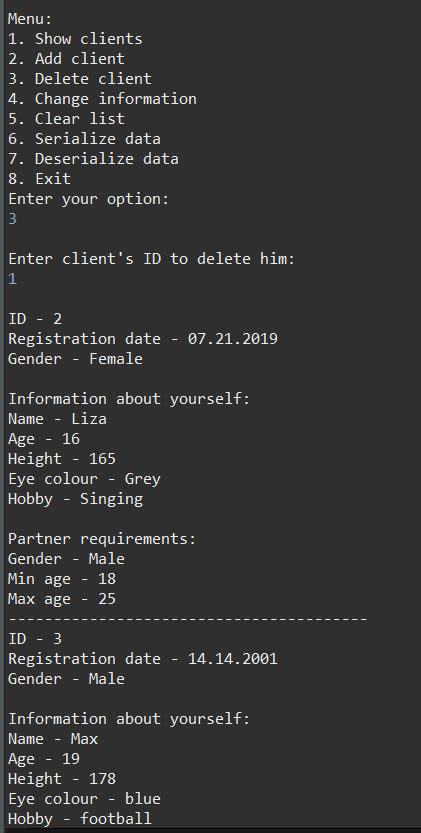 Menu:
1. Show clients
2. Add client
3. Delete client
4. Change information
5. Clear list
6. Serialize data
7. Deserialize data
8. Exit
Enter your option:
3
Enter client's ID to delete him:
1
ID - 2
Registration date - 07.21.2019
Gender - Female
Information about yourself:
Name - Liza
Age - 16
Height - 165
Eye colour - Grey
Hobby - Singing
Partner requirements:
Gender - Male
Min age - 18
Max age - 25
----------------------------------------
ID - 3
Registration date - 14.14.2001
Gender - Male
Information about yourself:
Name - Max
Age - 19
Height - 178
Eye colour - blue
Hobby - football